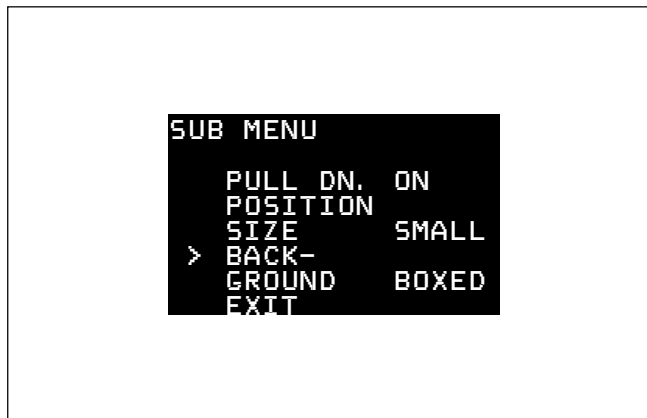 SUB MENU
PULL DN. ON
POSITION
SIZE SMALL
> BACK-
GROUND BOXED
EXIT